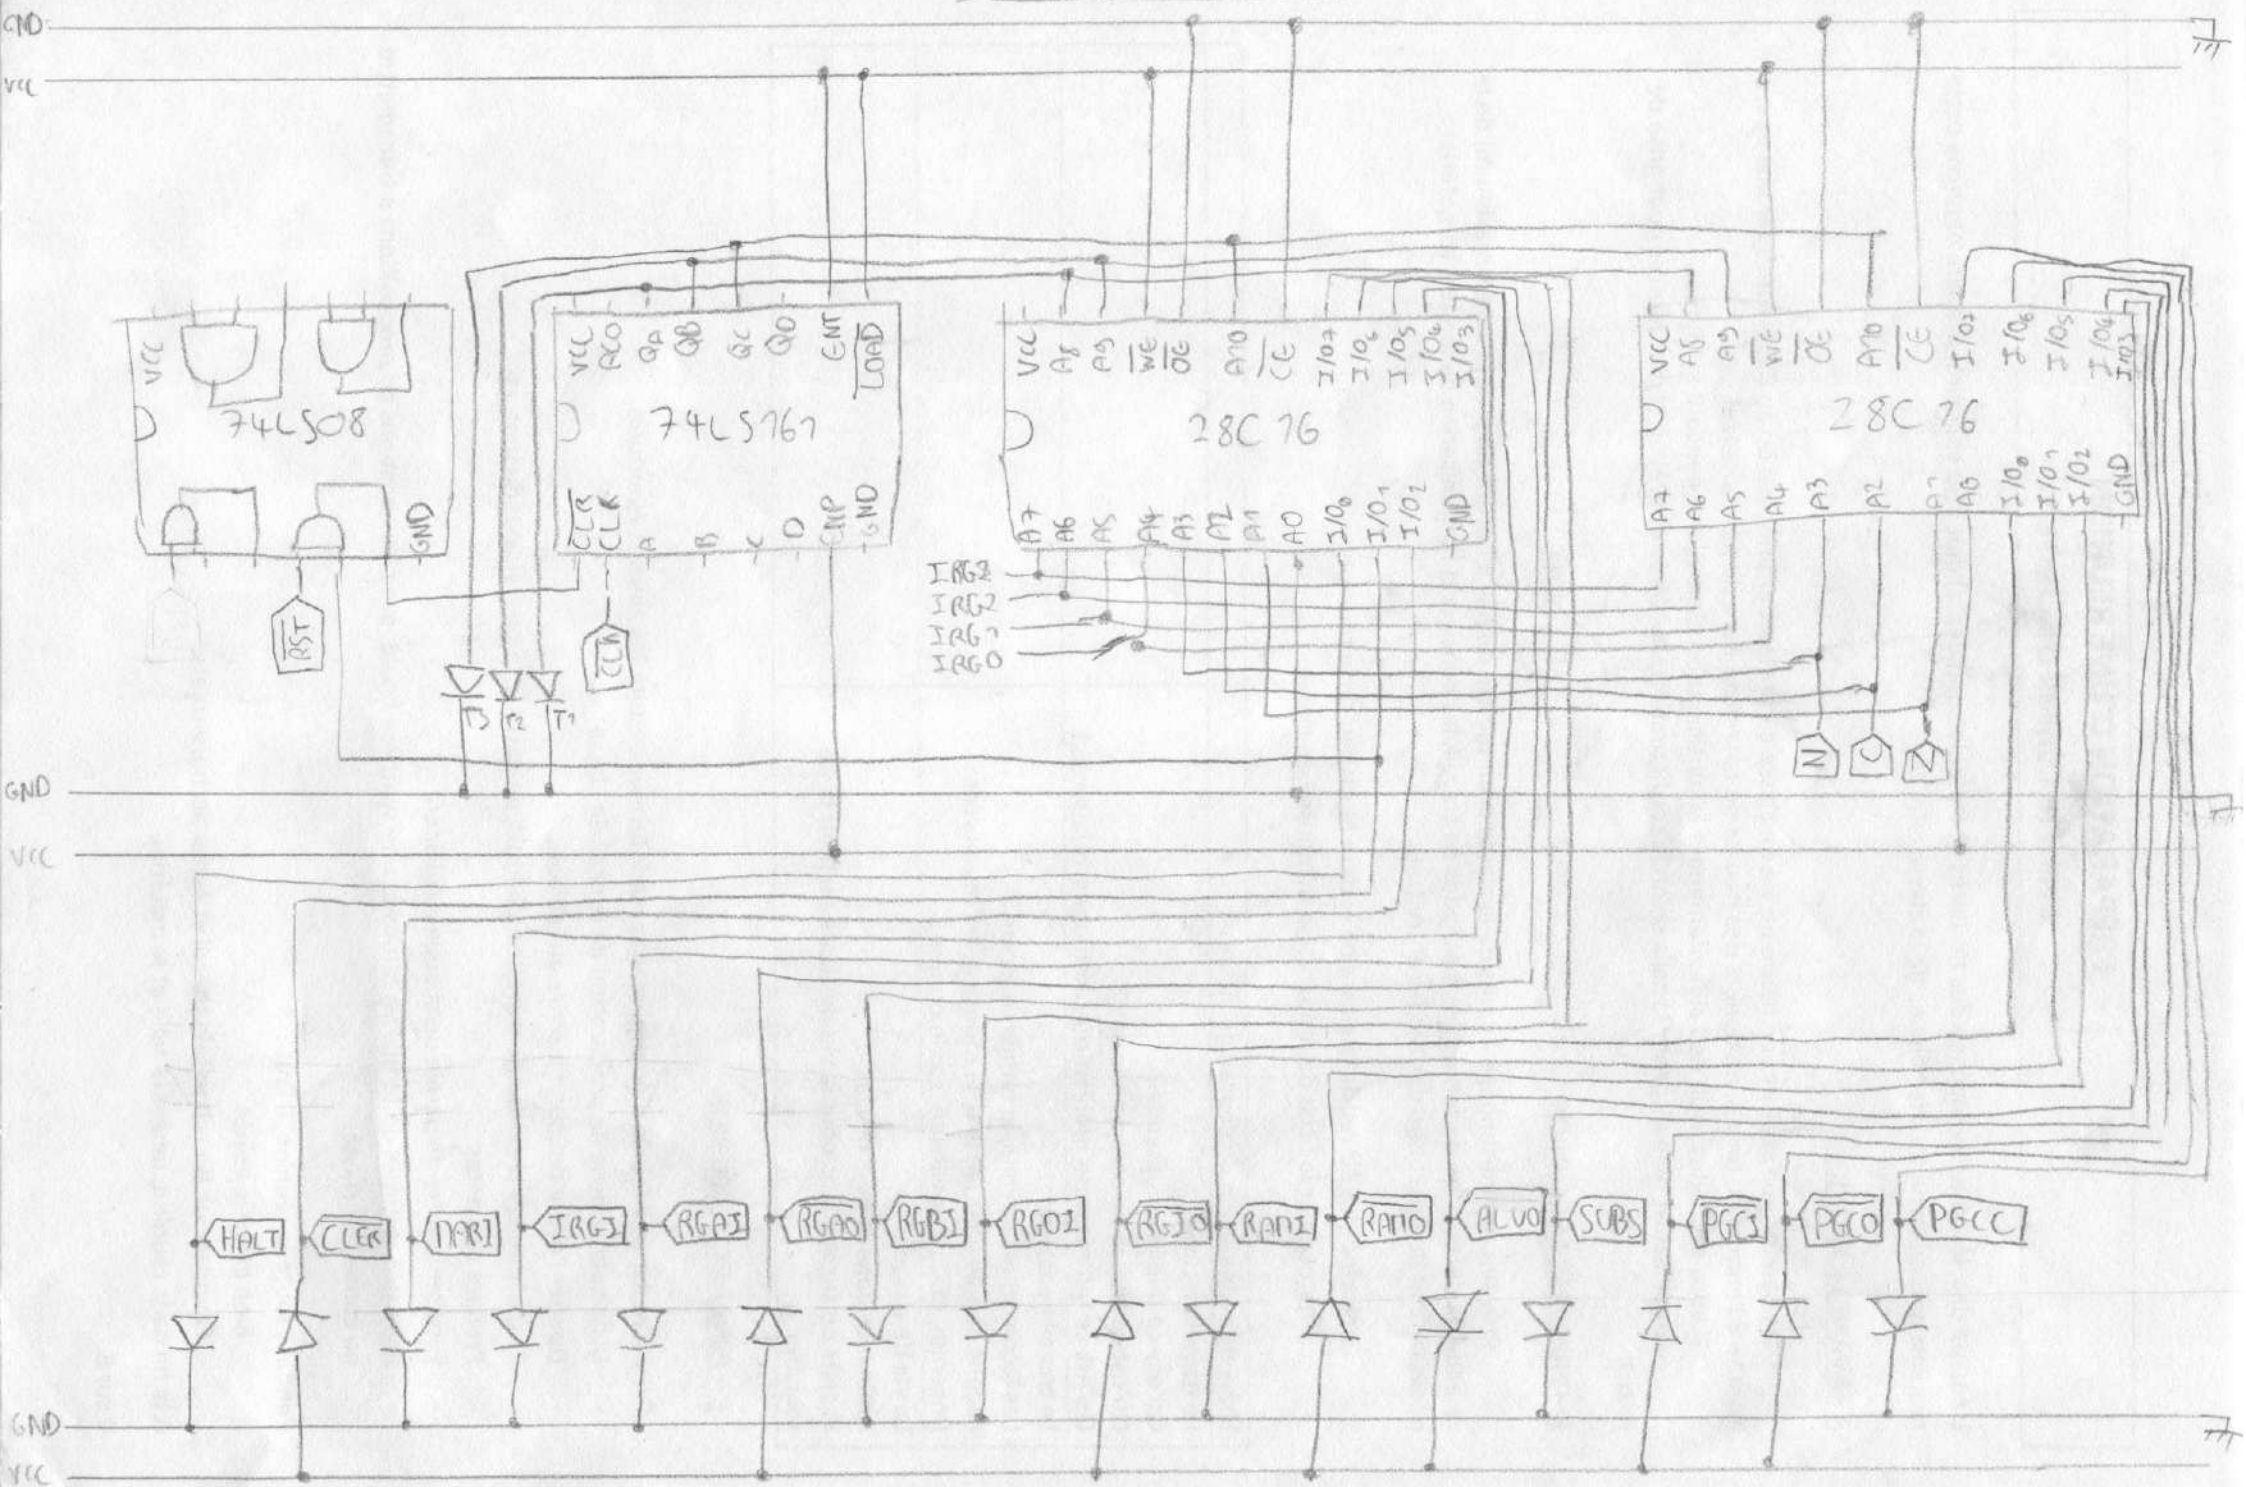 GND
VCC
VCC
74LS08
GND
RST
VCC RCO QA QB QC QD ENT LOAD
74LS161
CLR CLK A B C D ENP GND
CLK
T3 T2 T1
VCC A8 A9 WE OE A10 CE I/O7 I/O6 I/O5 I/O4 I/O3
28C16
A7 A6 A5 A4 A3 A2 A1 A0 I/O0 I/O1 I/O2 GND
IRG2
IRG1
IRG0
VCC A8 A9 WE OE A10 CE I/O7 I/O6 I/O5 I/O4 I/O3
28C16
A7 A6 A5 A4 A3 A2 A1 A0 I/O0 I/O1 I/O2 GND
N C Z
GND
VCC
HALT CLER MARI IRGI RGAI RGAO RGBI RGOI RGIO RAMI RAMO ALUO SUBS PGCI PGCO PGCC
GND
VCC